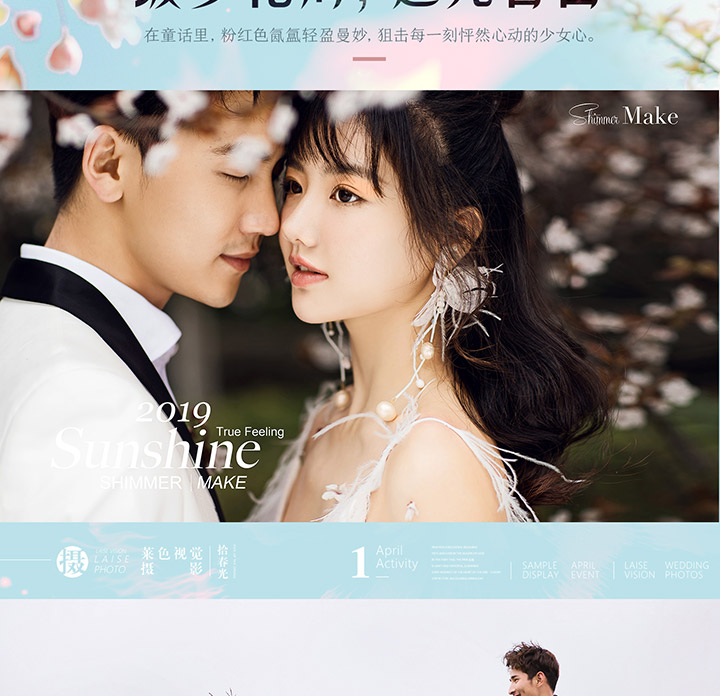 在童话里, 粉红色氤氲轻盈曼妙, 狙击每一刻怦然心动的少女心。
Shimmer Make
2019
True Feeling
Sunshine
SHIMMER | MAKE
摄
LAISE
PHOTO
莱色视觉
摄 影
拾春光
1 April
Activity
SAMPLE
DISPLAY
APRIL
EVENT
LAISE
VISION
WEDDING
PHOTOS